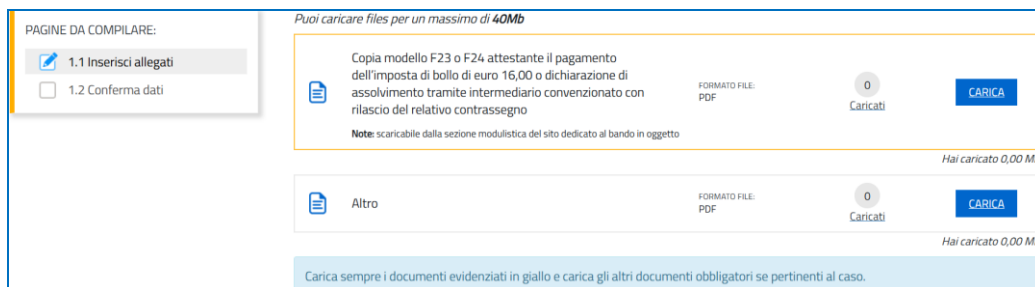 Puoi caricare files per un massimo di 40Mb
PAGINE DA COMPILARE:
1.1 Inserisci allegati
1.2 Conferma dati
Copia modello F23 o F24 attestante il pagamento
dell'imposta di bollo di euro 16,00 o dichiarazione di
assolvimento tramite intermediario convenzionato con
rilascio del relativo contrassegno
Note: scaricabile dalla sezione modulistica del sito dedicato al bando in oggetto
FORMATO FILE:
PDF
0
Caricati
CARICA
Hai caricato 0,00 M
Altro
FORMATO FILE:
PDF
0
Caricati
CARICA
Hai caricato 0,00 M
Carica sempre i documenti evidenziati in giallo e carica gli altri documenti obbligatori se pertinenti al caso.